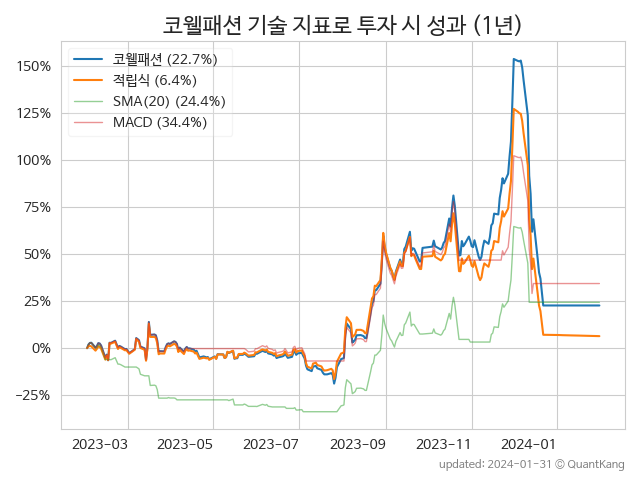 코웰패션 기술 지표로 투자 시 성과 (1년)
코웰패션 (22.7%)
적립식 (6.4%)
SMA(20) (24.4%)
MACD (34.4%)
150%
125%
100%
75%
50%
25%
0%
−25%
2023-03 2023-05 2023-07 2023-09 2023-11 2024-01
updated: 2024-01-31 © QuantKang